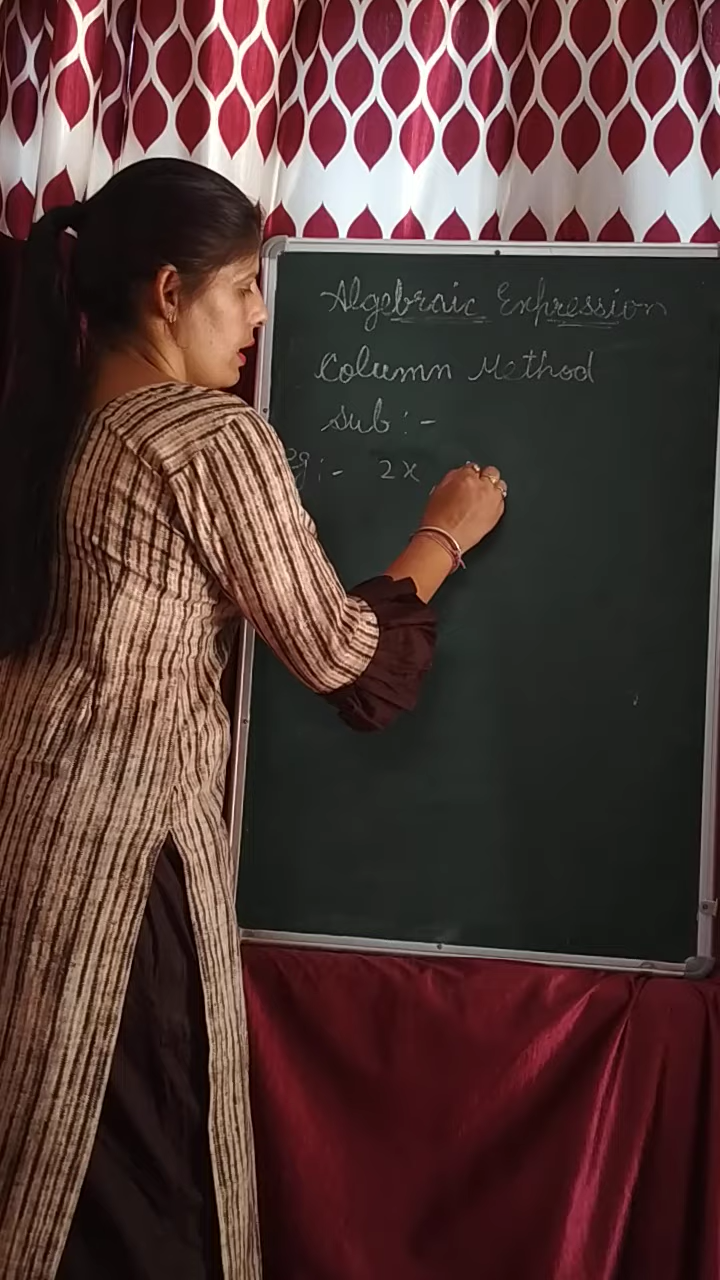 Algebraic Expression
Column Method
Sub :-
eg :- 2x